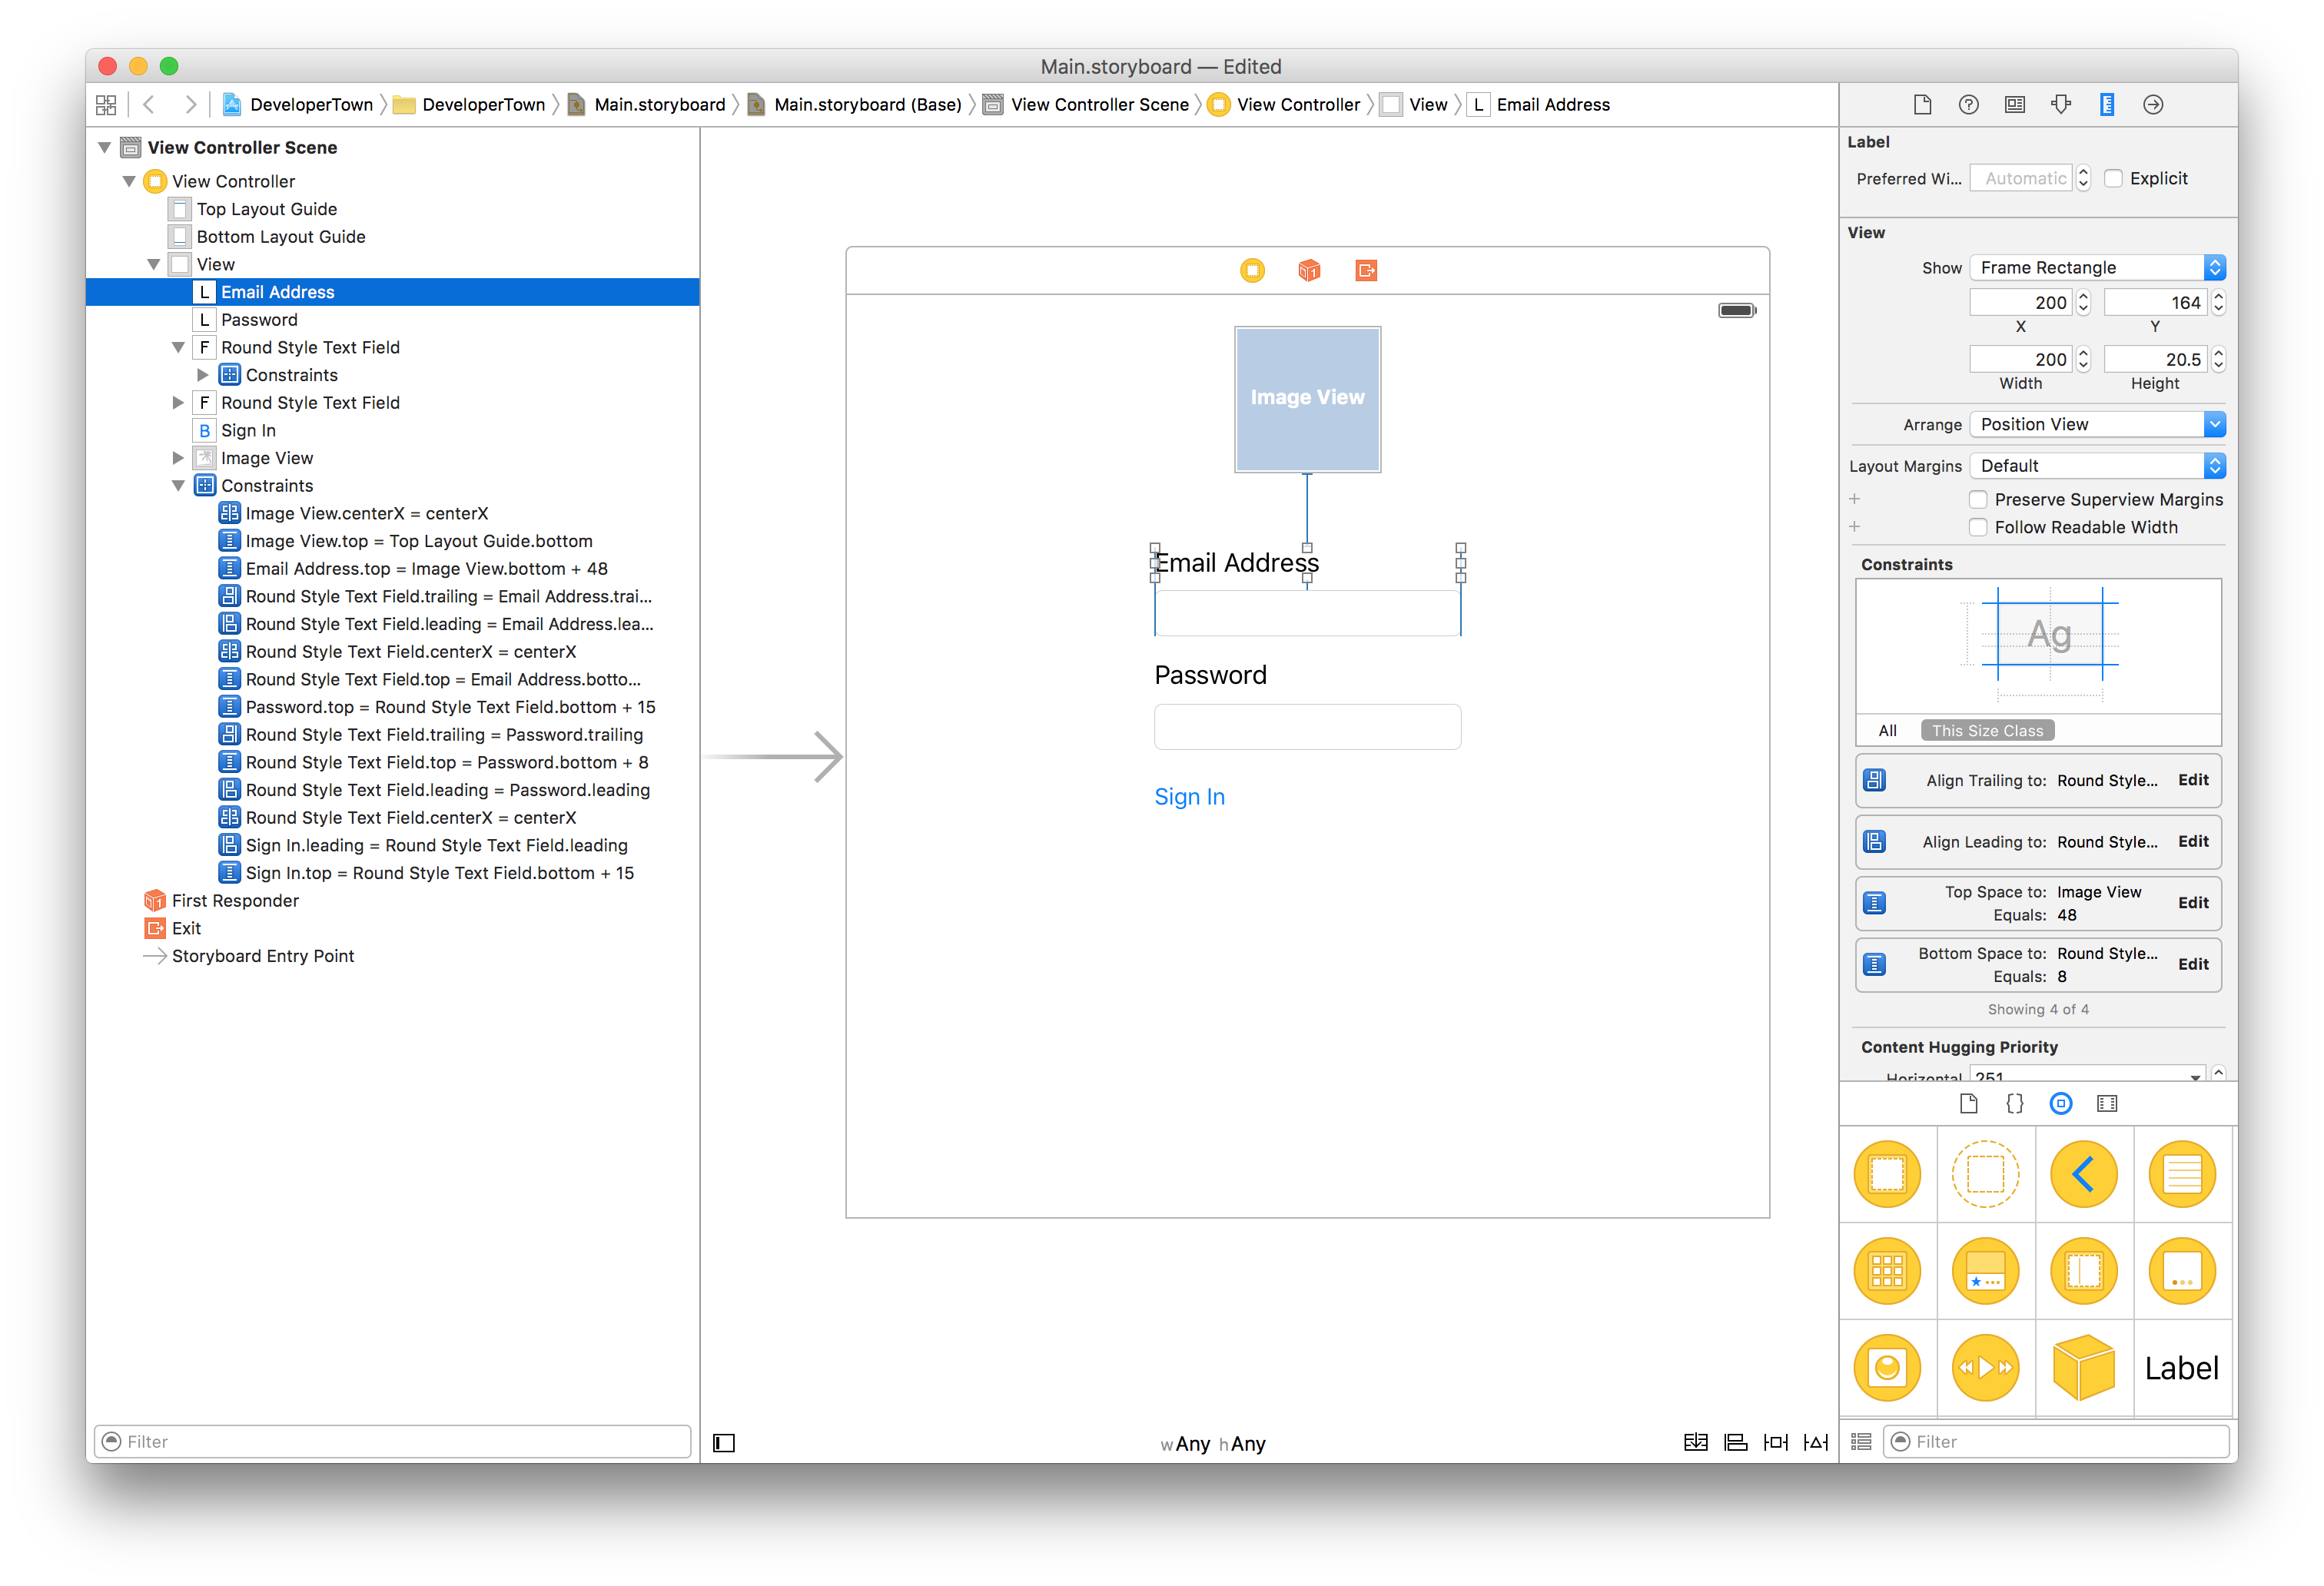 Main.storyboard — Edited
DeveloperTown
DeveloperTown
Main.storyboard
Main.storyboard (Base)
View Controller Scene
View Controller
View
L Email Address
View Controller Scene
View Controller
Top Layout Guide
Bottom Layout Guide
View
L Email Address
L Password
F Round Style Text Field
Constraints
F Round Style Text Field
B Sign In
Image View
Constraints
Image View.centerX = centerX
Image View.top = Top Layout Guide.bottom
Email Address.top = Image View.bottom + 48
Round Style Text Field.trailing = Email Address.trai...
Round Style Text Field.leading = Email Address.lea...
Round Style Text Field.centerX = centerX
Round Style Text Field.top = Email Address.botto...
Password.top = Round Style Text Field.bottom + 15
Round Style Text Field.trailing = Password.trailing
Round Style Text Field.top = Password.bottom + 8
Round Style Text Field.leading = Password.leading
Round Style Text Field.centerX = centerX
Sign In.leading = Round Style Text Field.leading
Sign In.top = Round Style Text Field.bottom + 15
First Responder
Exit
Storyboard Entry Point
Filter
Image View
Email Address
Password
Sign In
wAny hAny
Label
Preferred Wi... Automatic Explicit
View
Show Frame Rectangle
200 164
X Y
200 20.5
Width Height
Arrange Position View
Layout Margins Default
+ Preserve Superview Margins
+ Follow Readable Width
Constraints
Ag
All This Size Class
Align Trailing to: Round Style... Edit
Align Leading to: Round Style... Edit
Top Space to: Image View
Equals: 48 Edit
Bottom Space to: Round Style...
Equals: 8 Edit
Showing 4 of 4
Content Hugging Priority
Horizontal 251
{}
Label
Filter